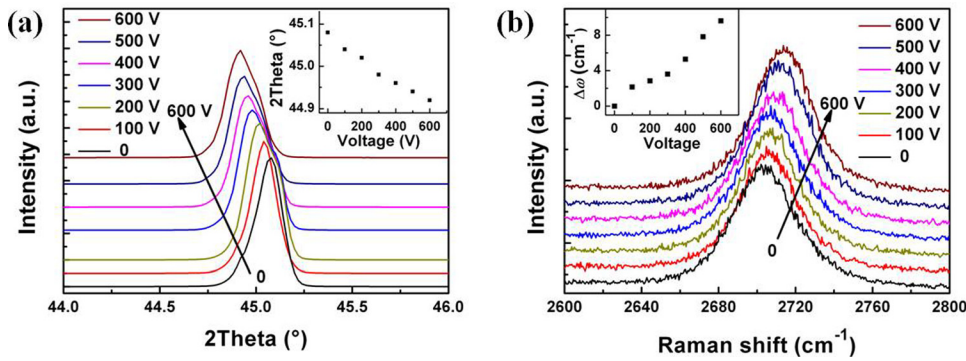 (a)
600 V
500 V
400 V
300 V
200 V
100 V
0
600 V
0
Intensity (a.u.)
44.0 44.5 45.0 45.5 46.0
2Theta (°)
2Theta (°)
45.1
45.0
44.9
0 200 400 600
Voltage (V)
(b)
600 V
500 V
400 V
300 V
200 V
100 V
0
600 V
0
Intensity (a.u.)
2600 2640 2680 2720 2760 2800
Raman shift (cm⁻¹)
Δω (cm⁻¹)
8
4
0
0 200 400 600
Voltage